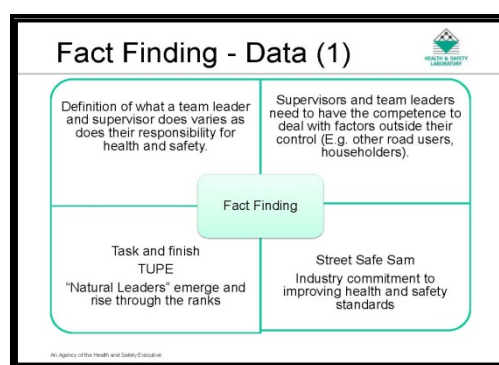 Fact Finding - Data (1)
HEALTH & SAFETY
LABORATORY
Definition of what a team leader
and supervisor does varies as
does their responsibility for
health and safety.
Supervisors and team leaders
need to have the competence to
deal with factors outside their
control (E.g. other road users,
householders).
Fact Finding
Task and finish
TUPE
“Natural Leaders” emerge and
rise through the ranks
Street Safe Sam
Industry commitment to
improving health and safety
standards
An Agency of the Health and Safety Executive